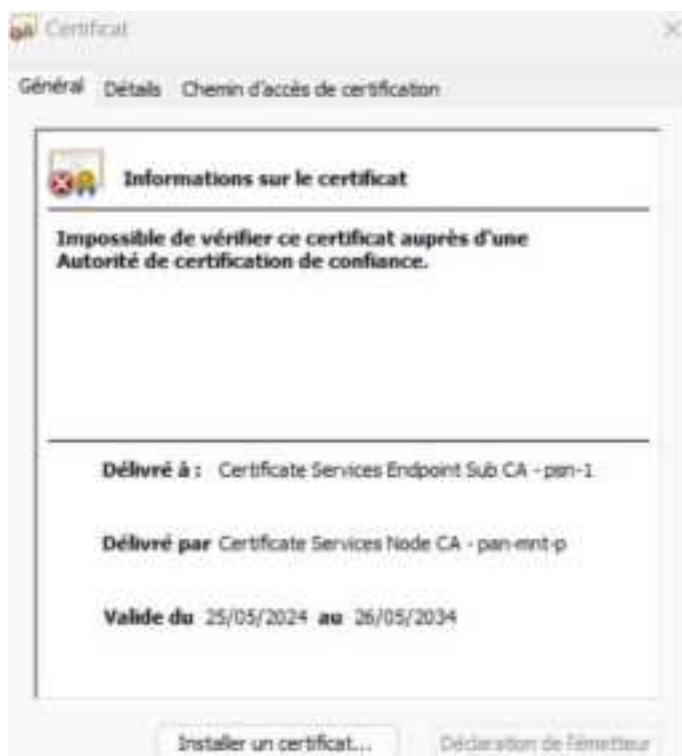 Certificat
Général Détails Chemin d'accès de certification
Informations sur le certificat
Impossible de vérifier ce certificat auprès d'une
Autorité de certification de confiance.
Délivré à : Certificate Services Endpoint Sub CA - psn-1
Délivré par Certificate Services Node CA - pan-mnt-p
Valide du 25/05/2024 au 26/05/2034
Installer un certificat... Déclaration de l'émetteur